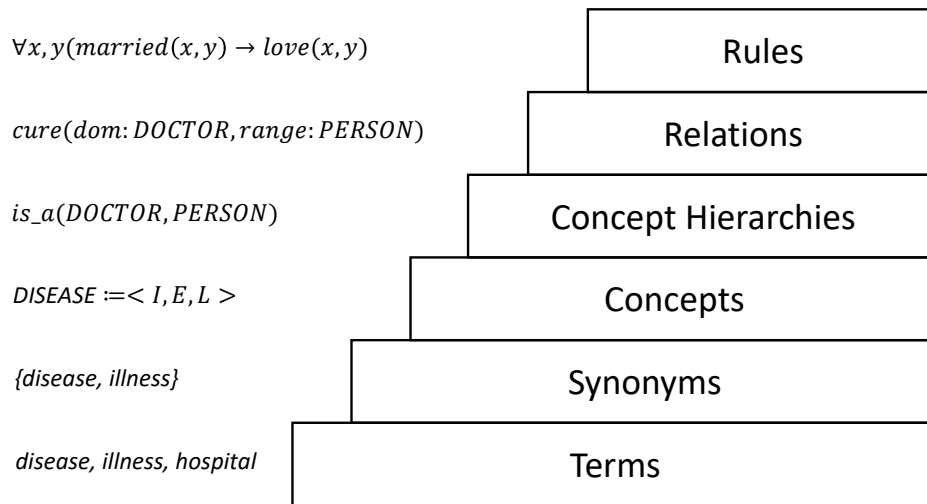 ∀x, y(married(x, y) → love(x, y)
Rules
cure(dom: DOCTOR, range: PERSON)
Relations
is_a(DOCTOR, PERSON)
Concept Hierarchies
DISEASE ≔< I, E, L >
Concepts
{disease, illness}
Synonyms
disease, illness, hospital
Terms